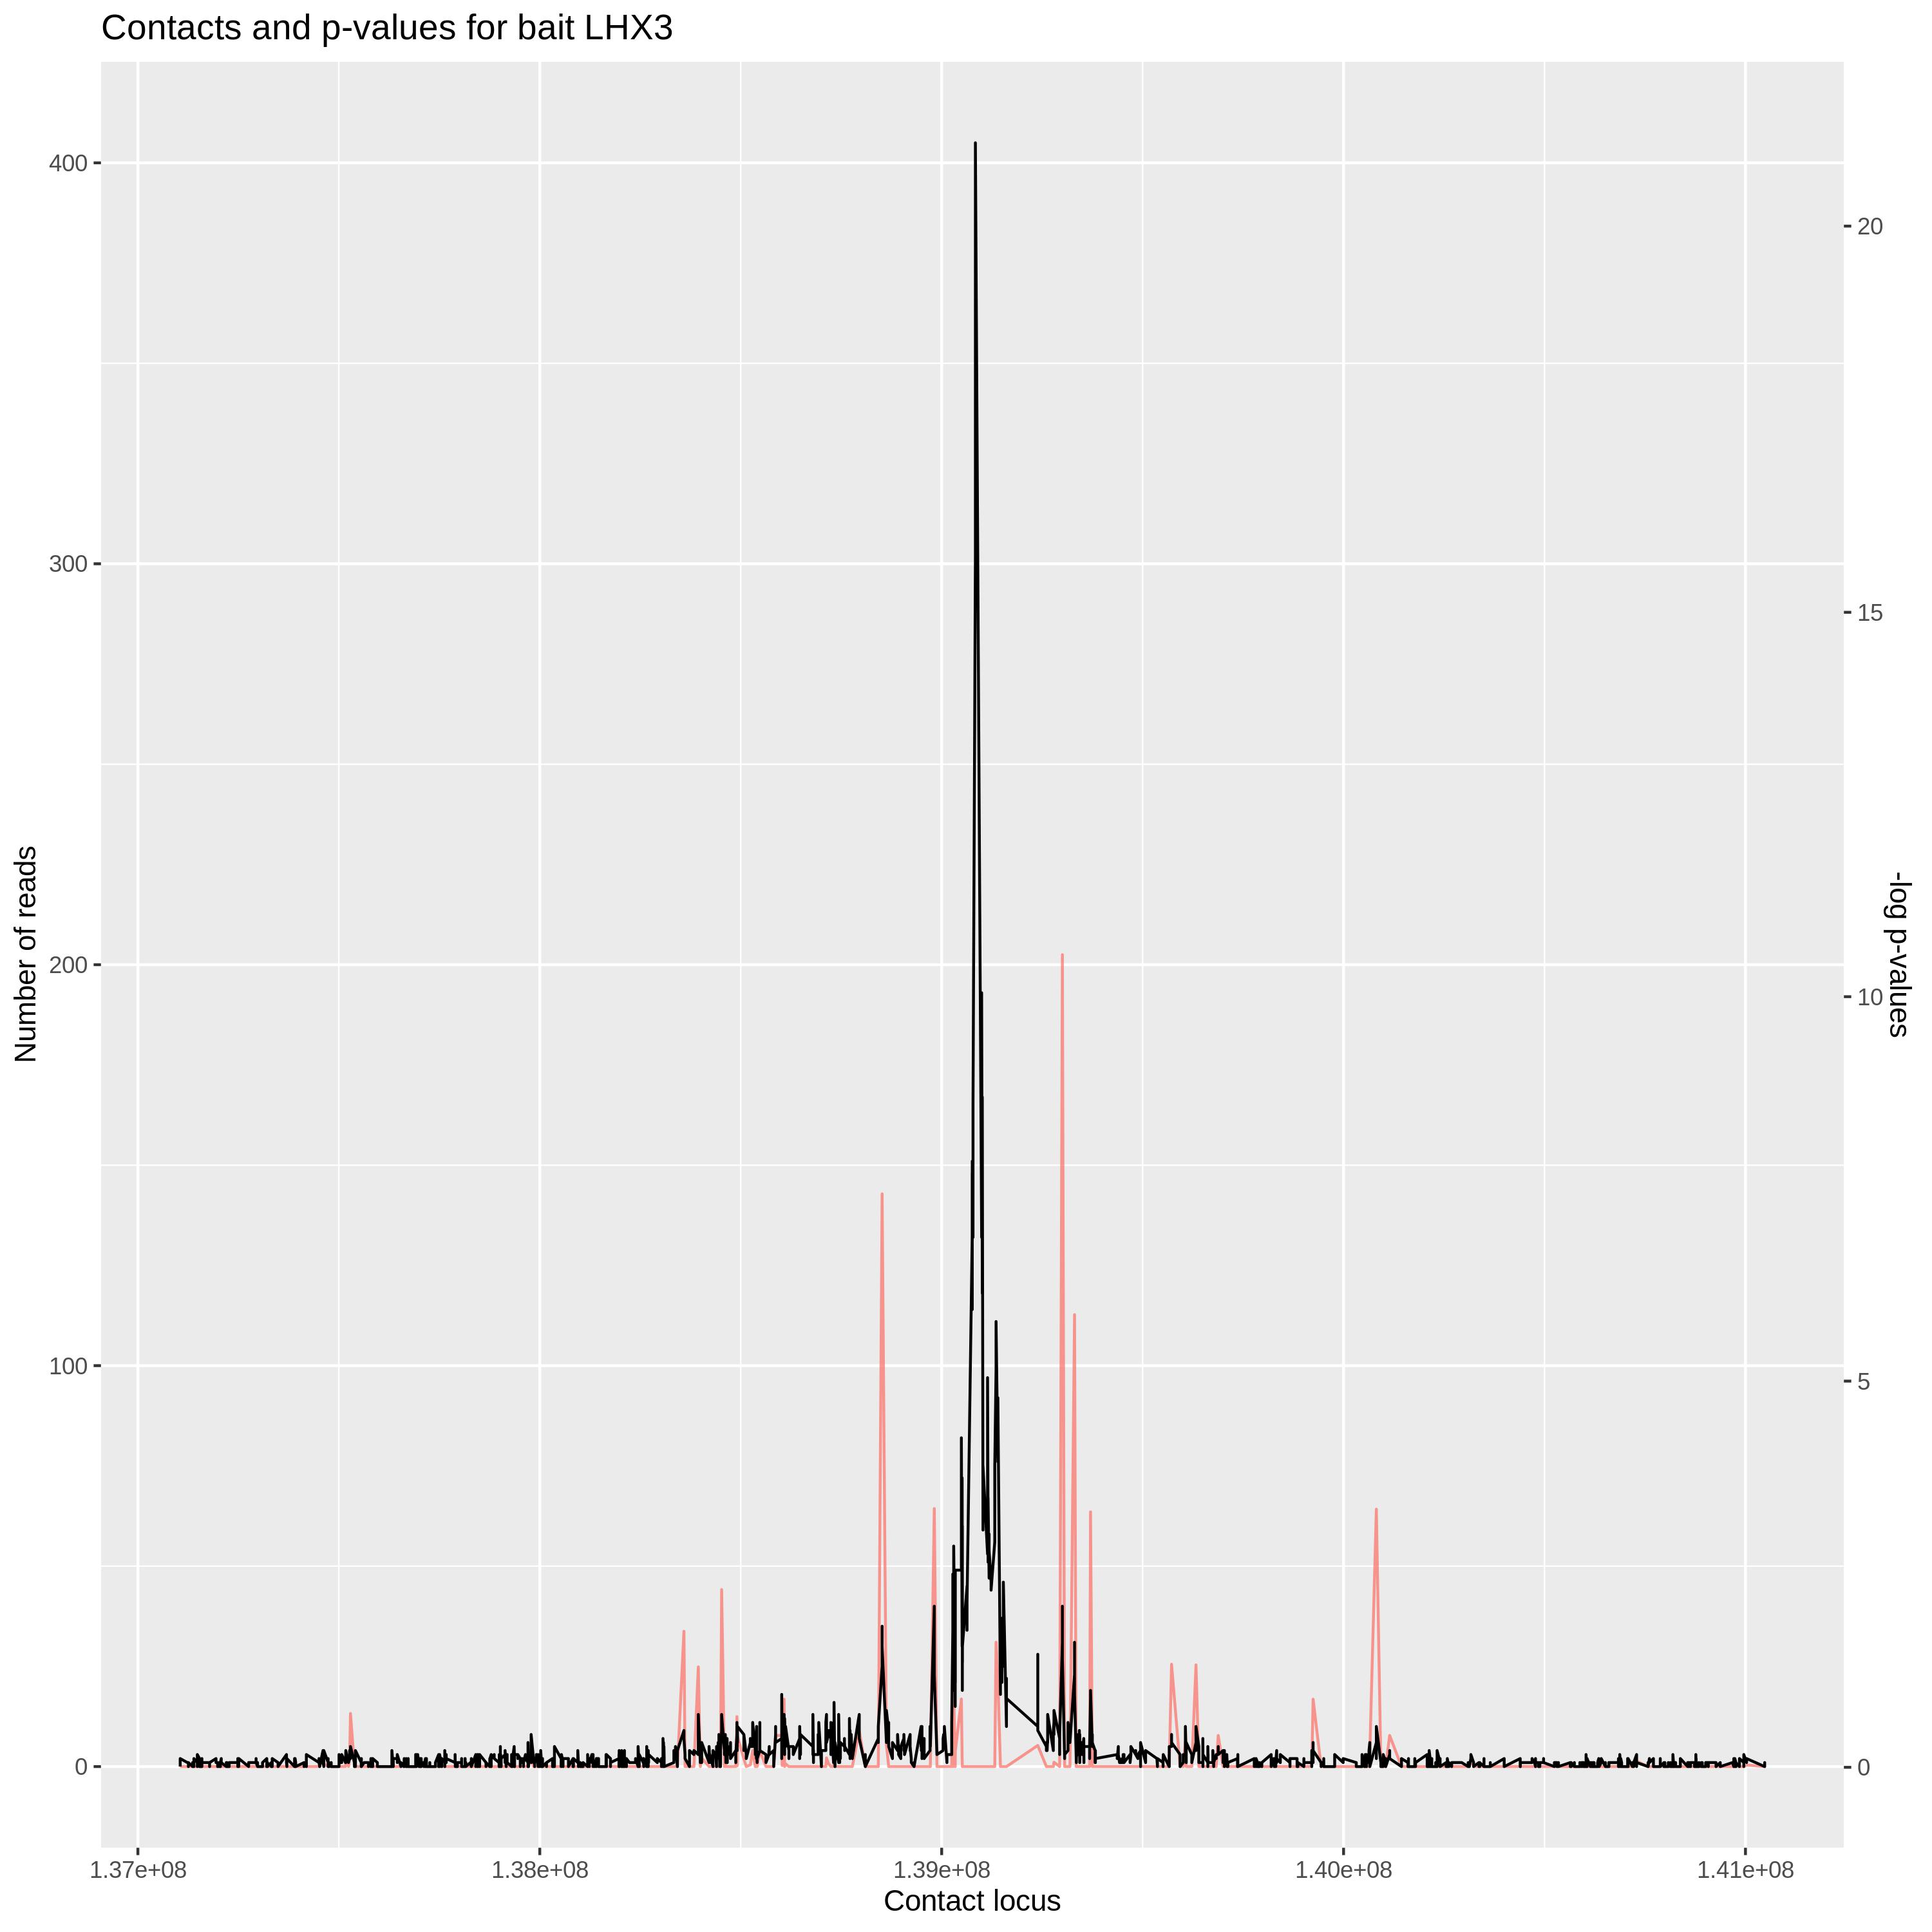 Contacts and p-values for bait LHX3
400
300
200
100
0
Number of reads
20
15
10
5
0
-log p-values
1.37e+08
1.38e+08
1.39e+08
1.40e+08
1.41e+08
Contact locus